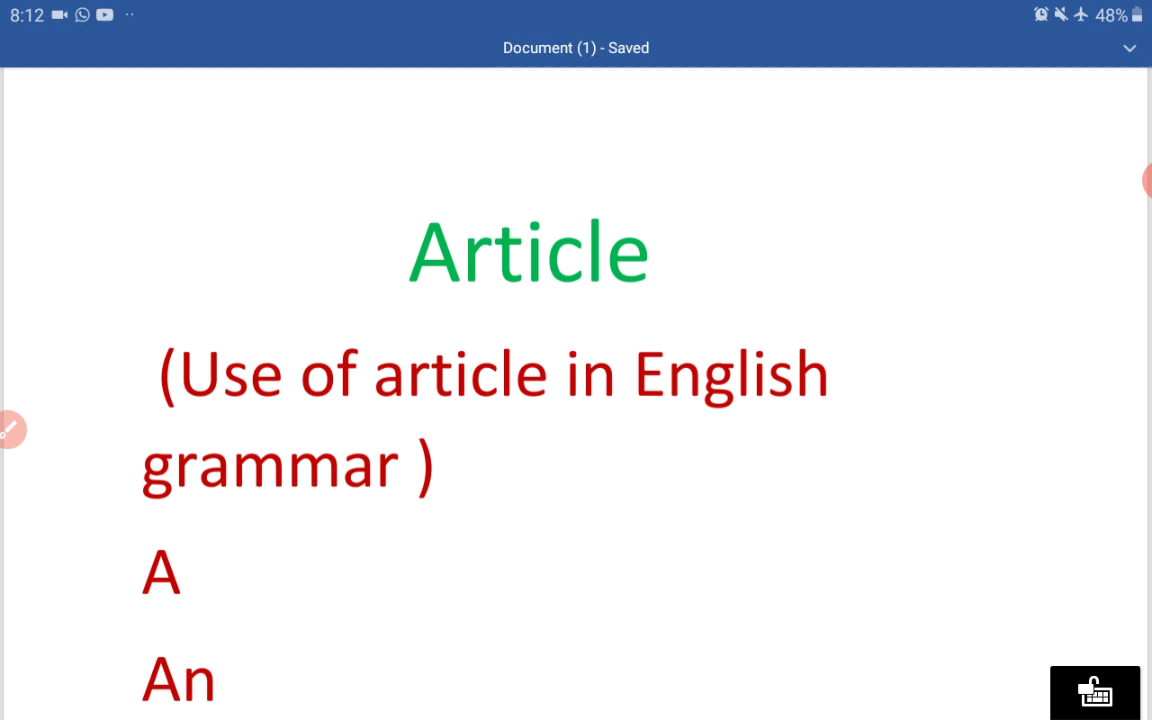 8:12
48%
Document (1) - Saved
Article
(Use of article in English
grammar )
A
An